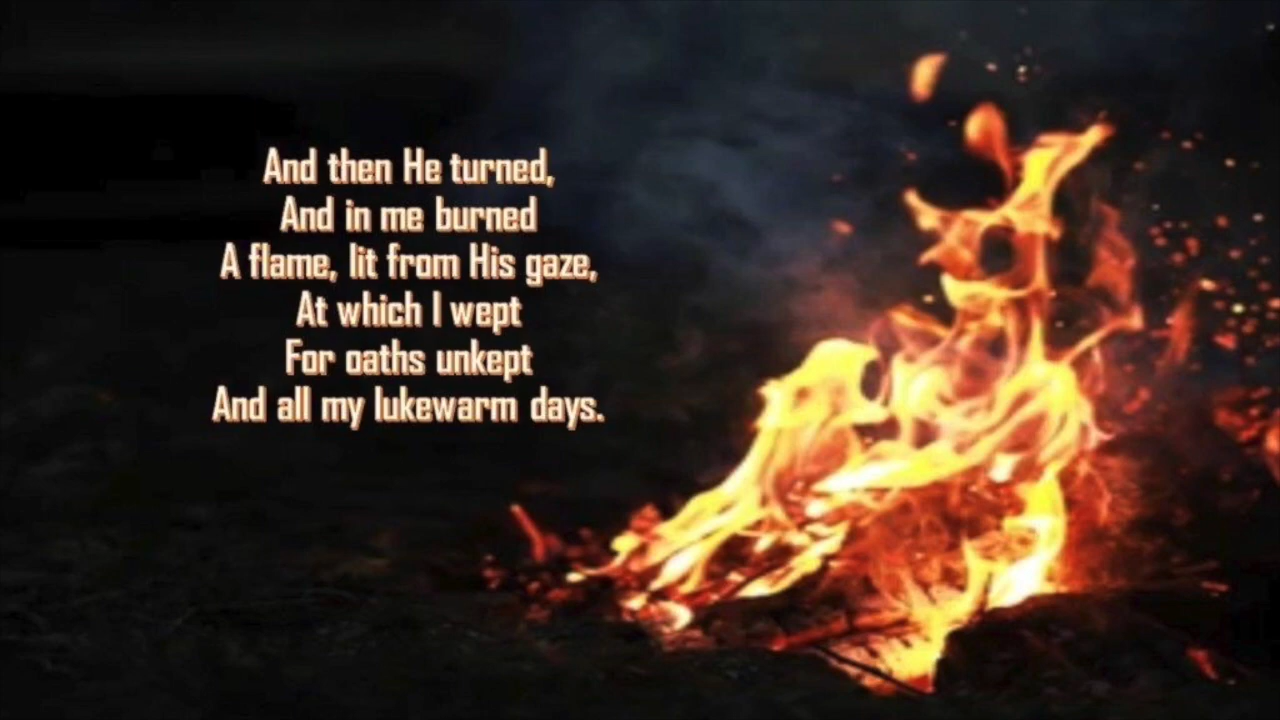 And then He turned,
And in me burned
A flame, lit from His gaze,
At which I wept
For oaths unkept
And all my lukewarm days.